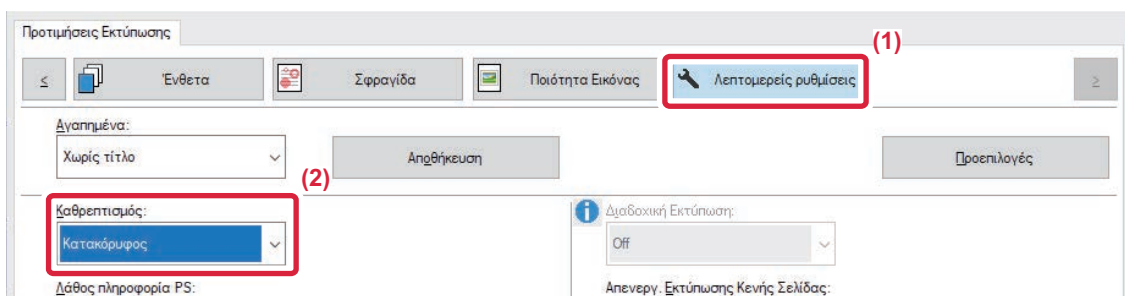 Προτιμήσεις Εκτύπωσης
(1)
≤ Ένθετα Σφραγίδα Ποιότητα Εικόνας Λεπτομερείς ρυθμίσεις ≥
Αγαπημένα:
Χωρίς τίτλο Αποθήκευση Προεπιλογές
(2)
Καθρεπτισμός: Διαδοχική Εκτύπωση:
Κατακόρυφος Off
Λάθος πληροφορία PS: Απενεργ. Εκτύπωσης Κενής Σελίδας: